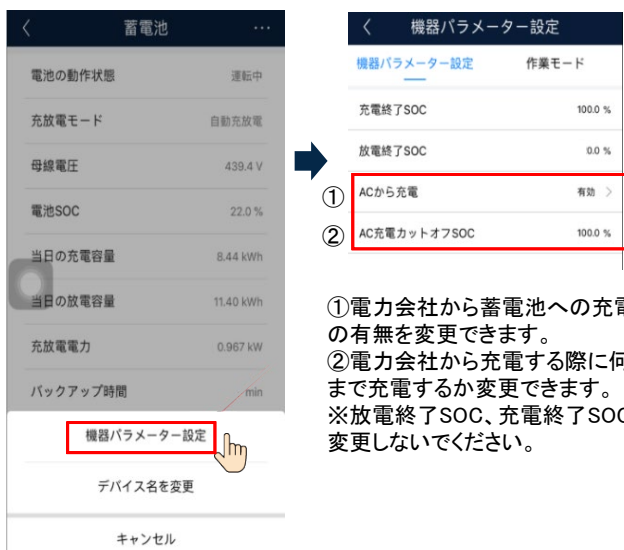 蓄電池
電池の動作状態 運転中
充放電モード 自動充放電
母線電圧 439.4 V
電池SOC 22.0 %
当日の充電容量 8.44 kWh
当日の放電容量 11.40 kWh
充放電電力 0.967 kW
バックアップ時間 min
機器パラメーター設定
デバイス名を変更
キャンセル
機器パラメーター設定
機器パラメーター設定 作業モード
充電終了SOC 100.0 %
放電終了SOC 0.0 %
① ACから充電 有効
② AC充電カットオフSOC 100.0 %
①電力会社から蓄電池への充電
の有無を変更できます。
②電力会社から充電する際に何
まで充電するか変更できます。
※放電終了SOC、充電終了SOC
変更しないでください。